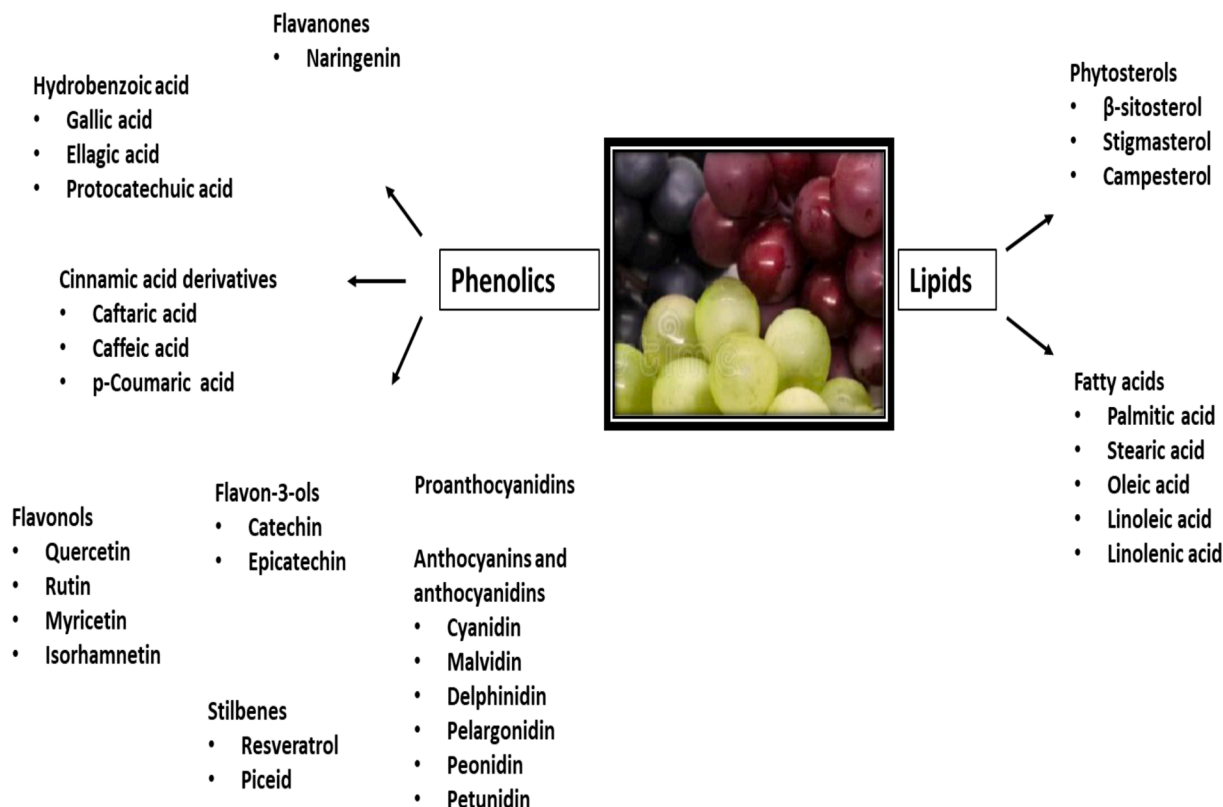 Flavanones
• Naringenin
Hydrobenzoic acid
• Gallic acid
• Ellagic acid
• Protocatechuic acid
Cinnamic acid derivatives
• Caftaric acid
• Caffeic acid
• p-Coumaric acid
Phenolics
Lipids
Phytosterols
• β-sitosterol
• Stigmasterol
• Campesterol
Fatty acids
• Palmitic acid
• Stearic acid
• Oleic acid
• Linoleic acid
• Linolenic acid
Flavonols
• Quercetin
• Rutin
• Myricetin
• Isorhamnetin
Flavon-3-ols
• Catechin
• Epicatechin
Stilbenes
• Resveratrol
• Piceid
Proanthocyanidins
Anthocyanins and
anthocyanidins
• Cyanidin
• Malvidin
• Delphinidin
• Pelargonidin
• Peonidin
• Petunidin